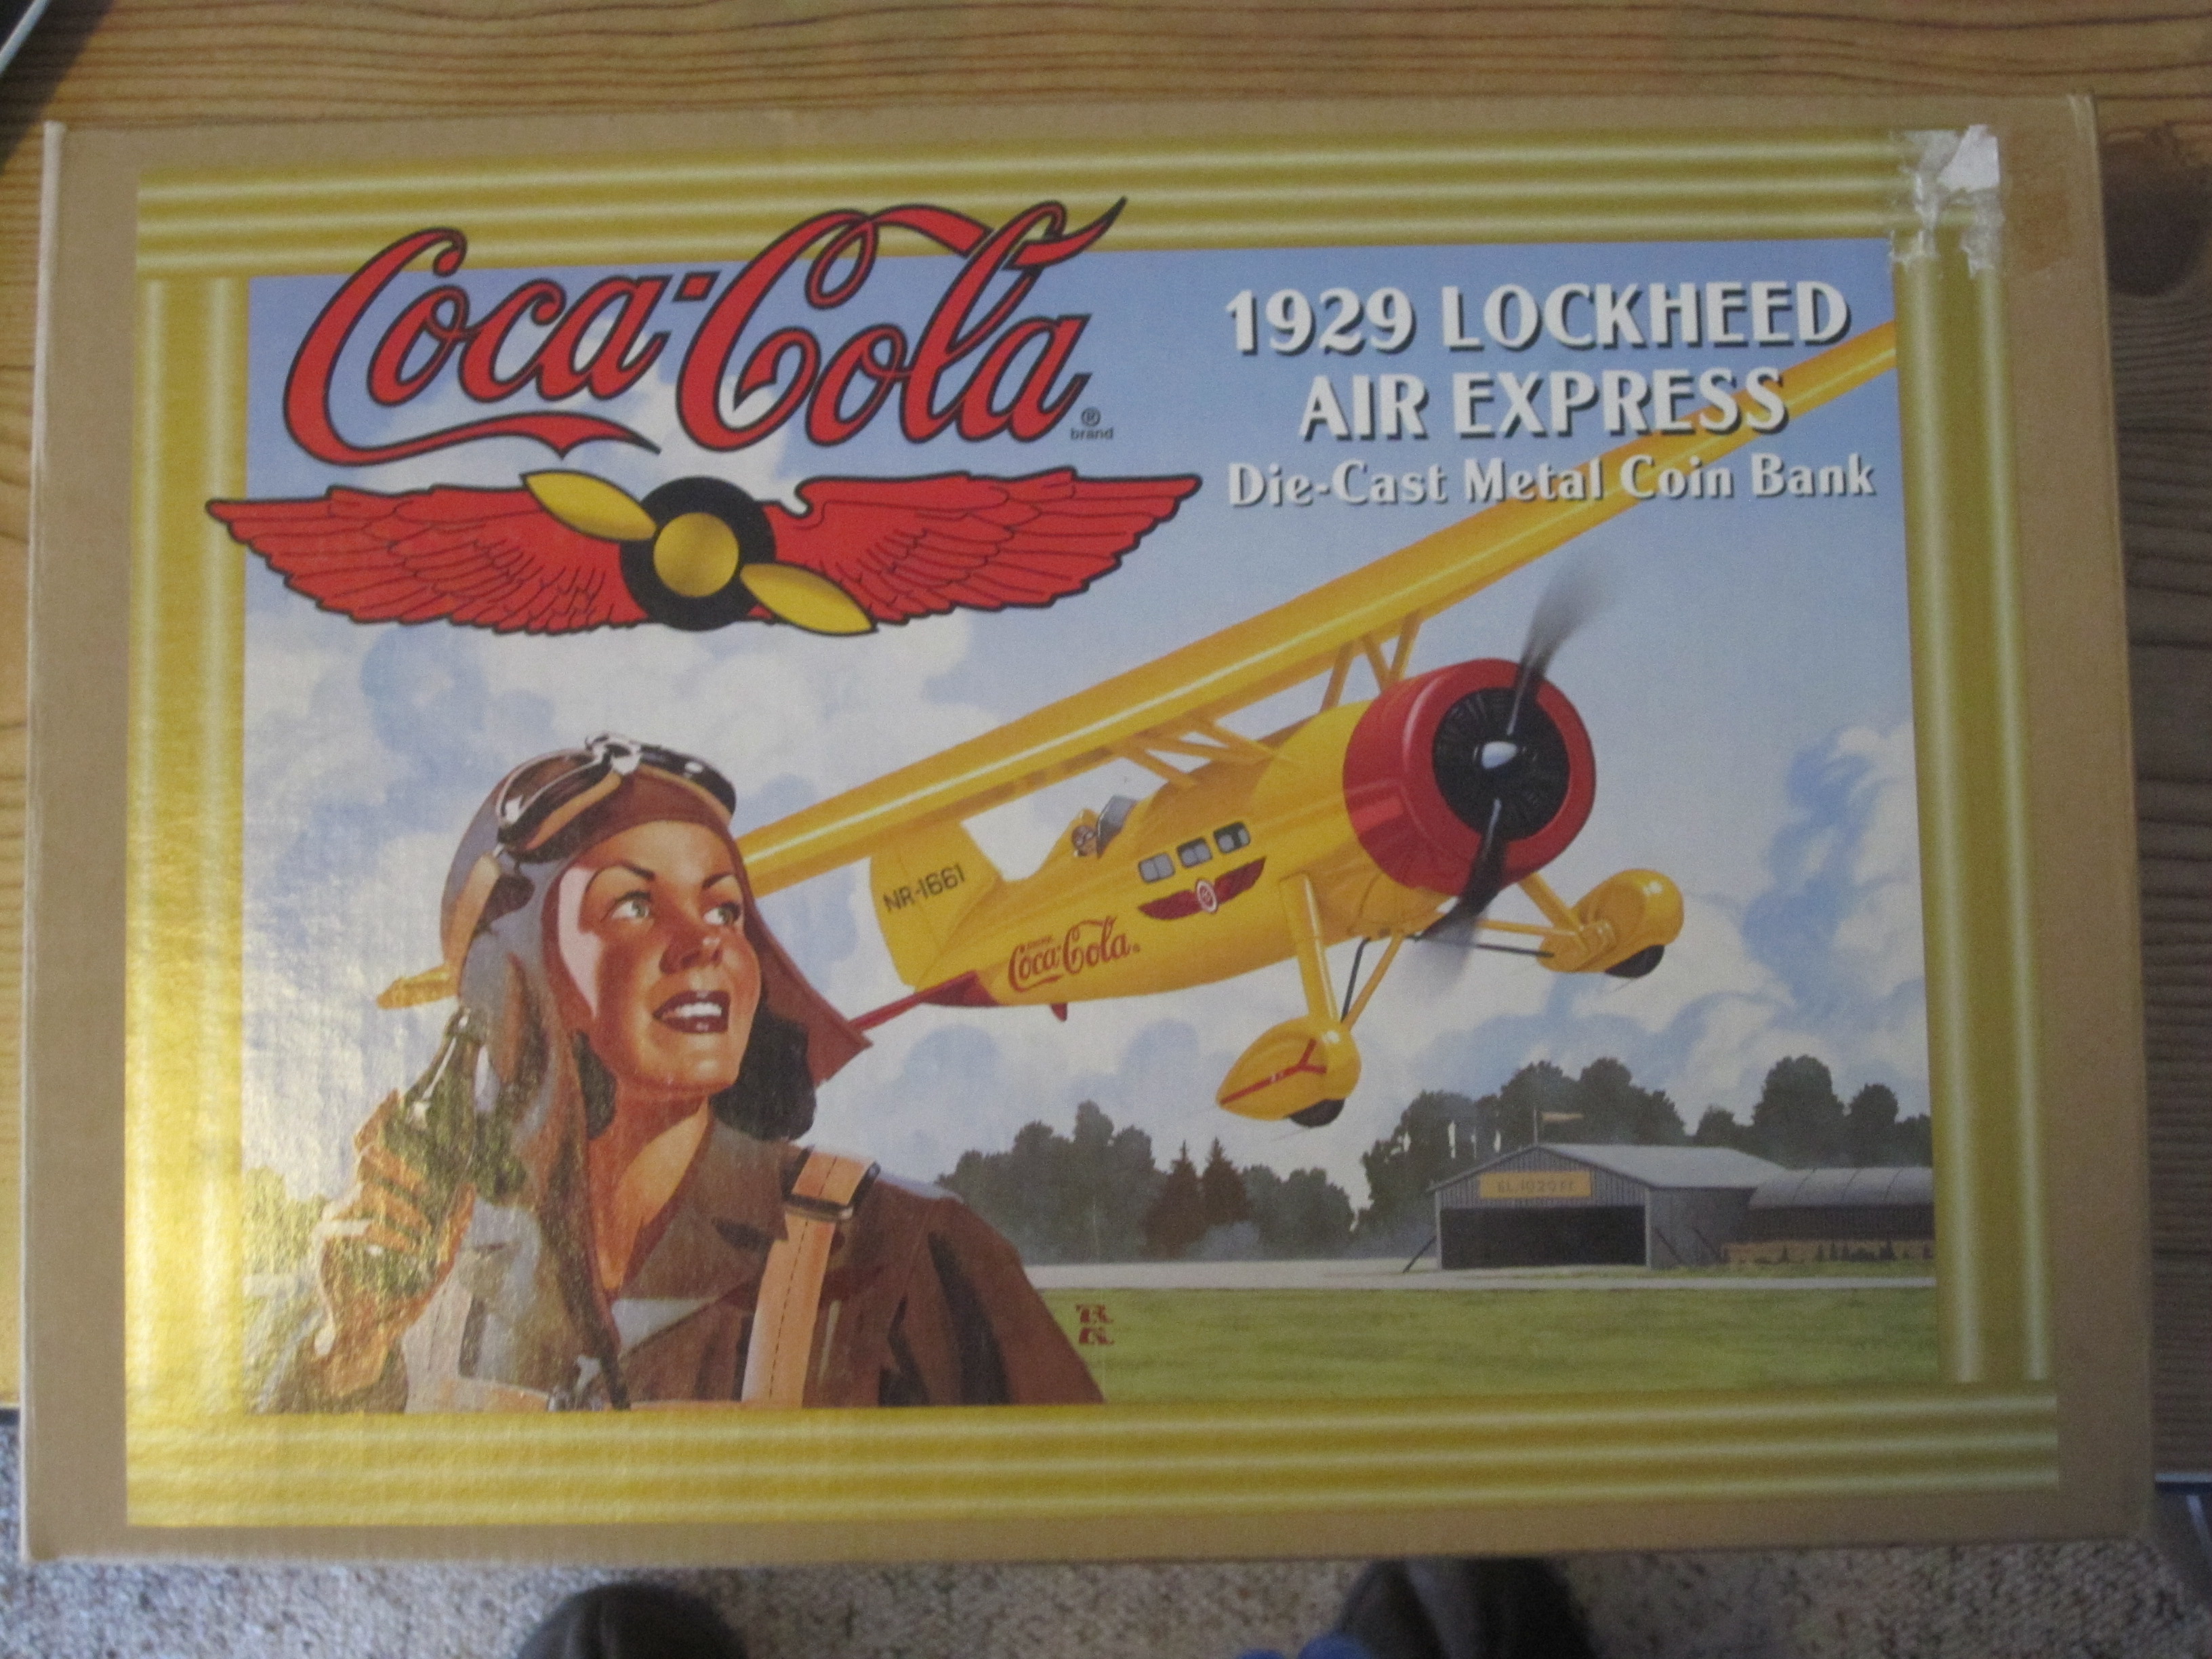 Coca-Cola
®
brand
1929 LOCKHEED
AIR EXPRESS
Die-Cast Metal Coin Bank
NR-1661
Coca-Cola